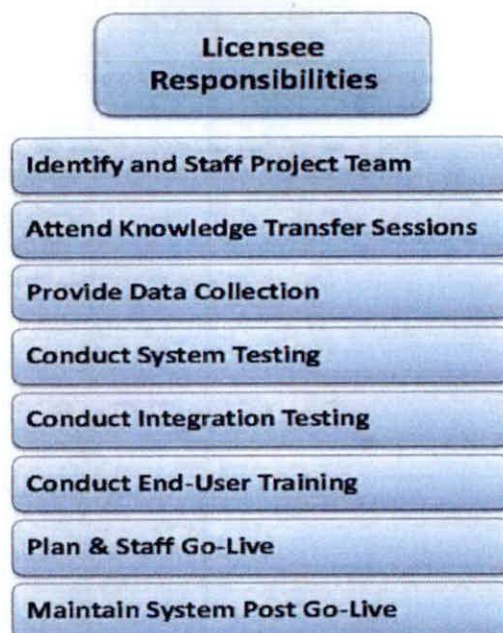 Licensee
Responsibilities
Identify and Staff Project Team
Attend Knowledge Transfer Sessions
Provide Data Collection
Conduct System Testing
Conduct Integration Testing
Conduct End-User Training
Plan & Staff Go-Live
Maintain System Post Go-Live